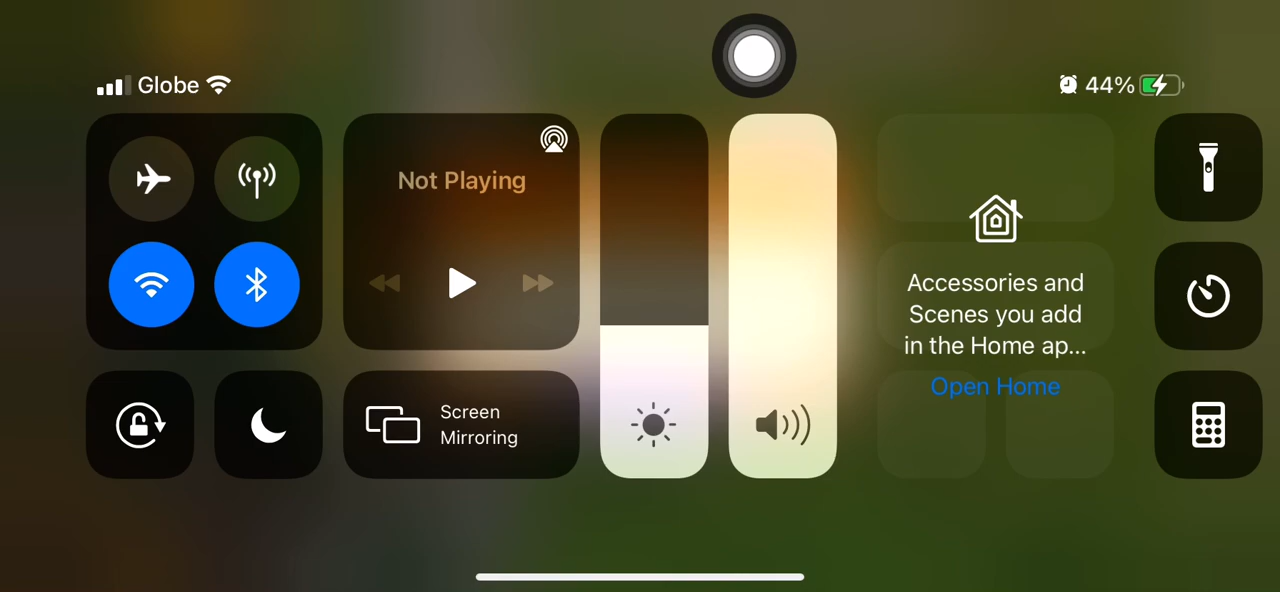 Globe
44%
Not Playing
Screen
Mirroring
Accessories and
Scenes you add
in the Home ap...
Open Home